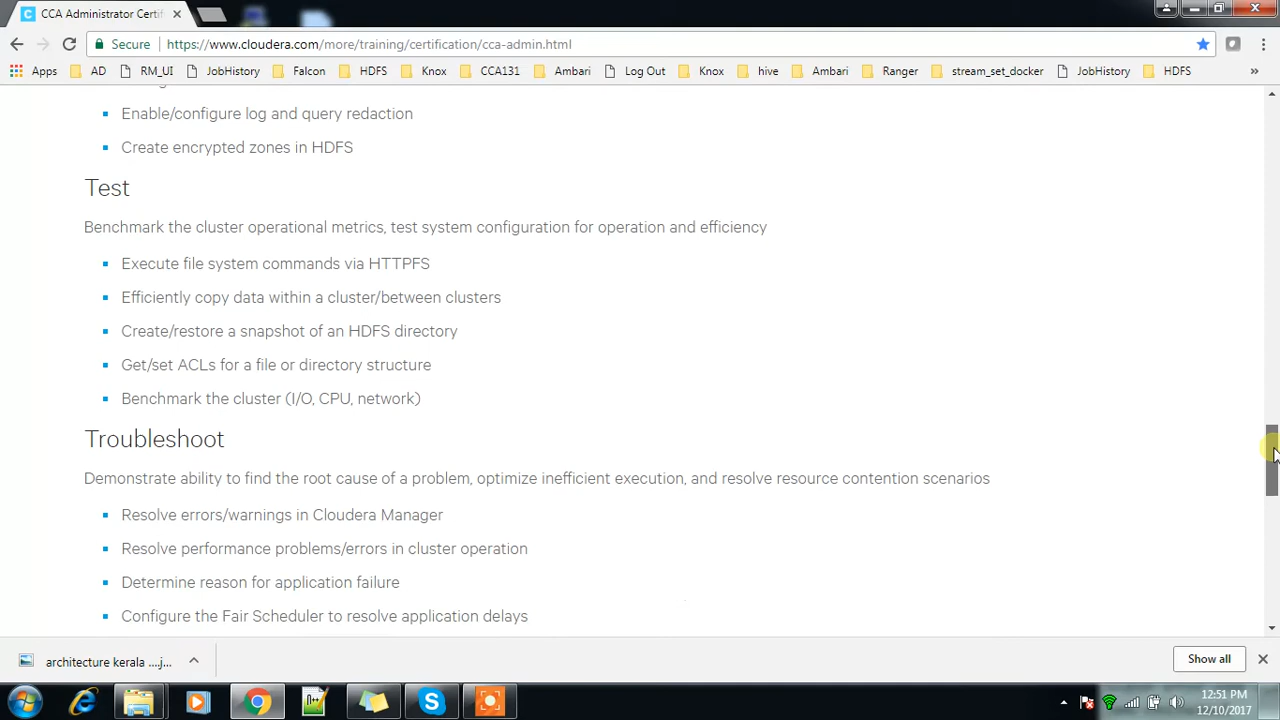 CCA Administrator Certif
Secure https://www.cloudera.com/more/training/certification/cca-admin.html
Apps AD RM_UI JobHistory Falcon HDFS Knox CCA131 Ambari Log Out Knox hive Ambari Ranger stream_set_docker JobHistory HDFS »
Enable/configure log and query redaction
Create encrypted zones in HDFS
Test
Benchmark the cluster operational metrics, test system configuration for operation and efficiency
Execute file system commands via HTTPFS
Efficiently copy data within a cluster/between clusters
Create/restore a snapshot of an HDFS directory
Get/set ACLs for a file or directory structure
Benchmark the cluster (I/O, CPU, network)
Troubleshoot
Demonstrate ability to find the root cause of a problem, optimize inefficient execution, and resolve resource contention scenarios
Resolve errors/warnings in Cloudera Manager
Resolve performance problems/errors in cluster operation
Determine reason for application failure
Configure the Fair Scheduler to resolve application delays
architecture kerala ....j...
Show all
12:51 PM
12/10/2017